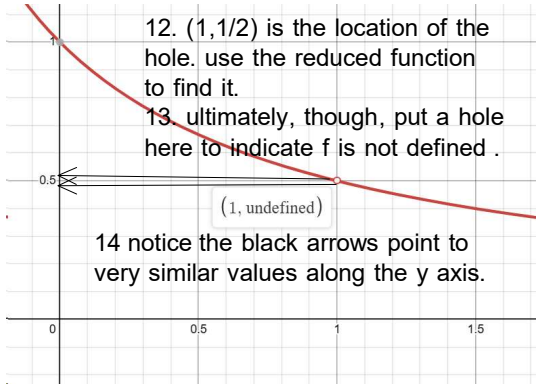 12. (1,1/2) is the location of the
1
hole. use the reduced function
to find it.
13. ultimately, though, put a hole
here to indicate f is not defined .
0.5
(1, undefined)
14 notice the black arrows point to
very similar values along the y axis.
0
0.5
1
1.5